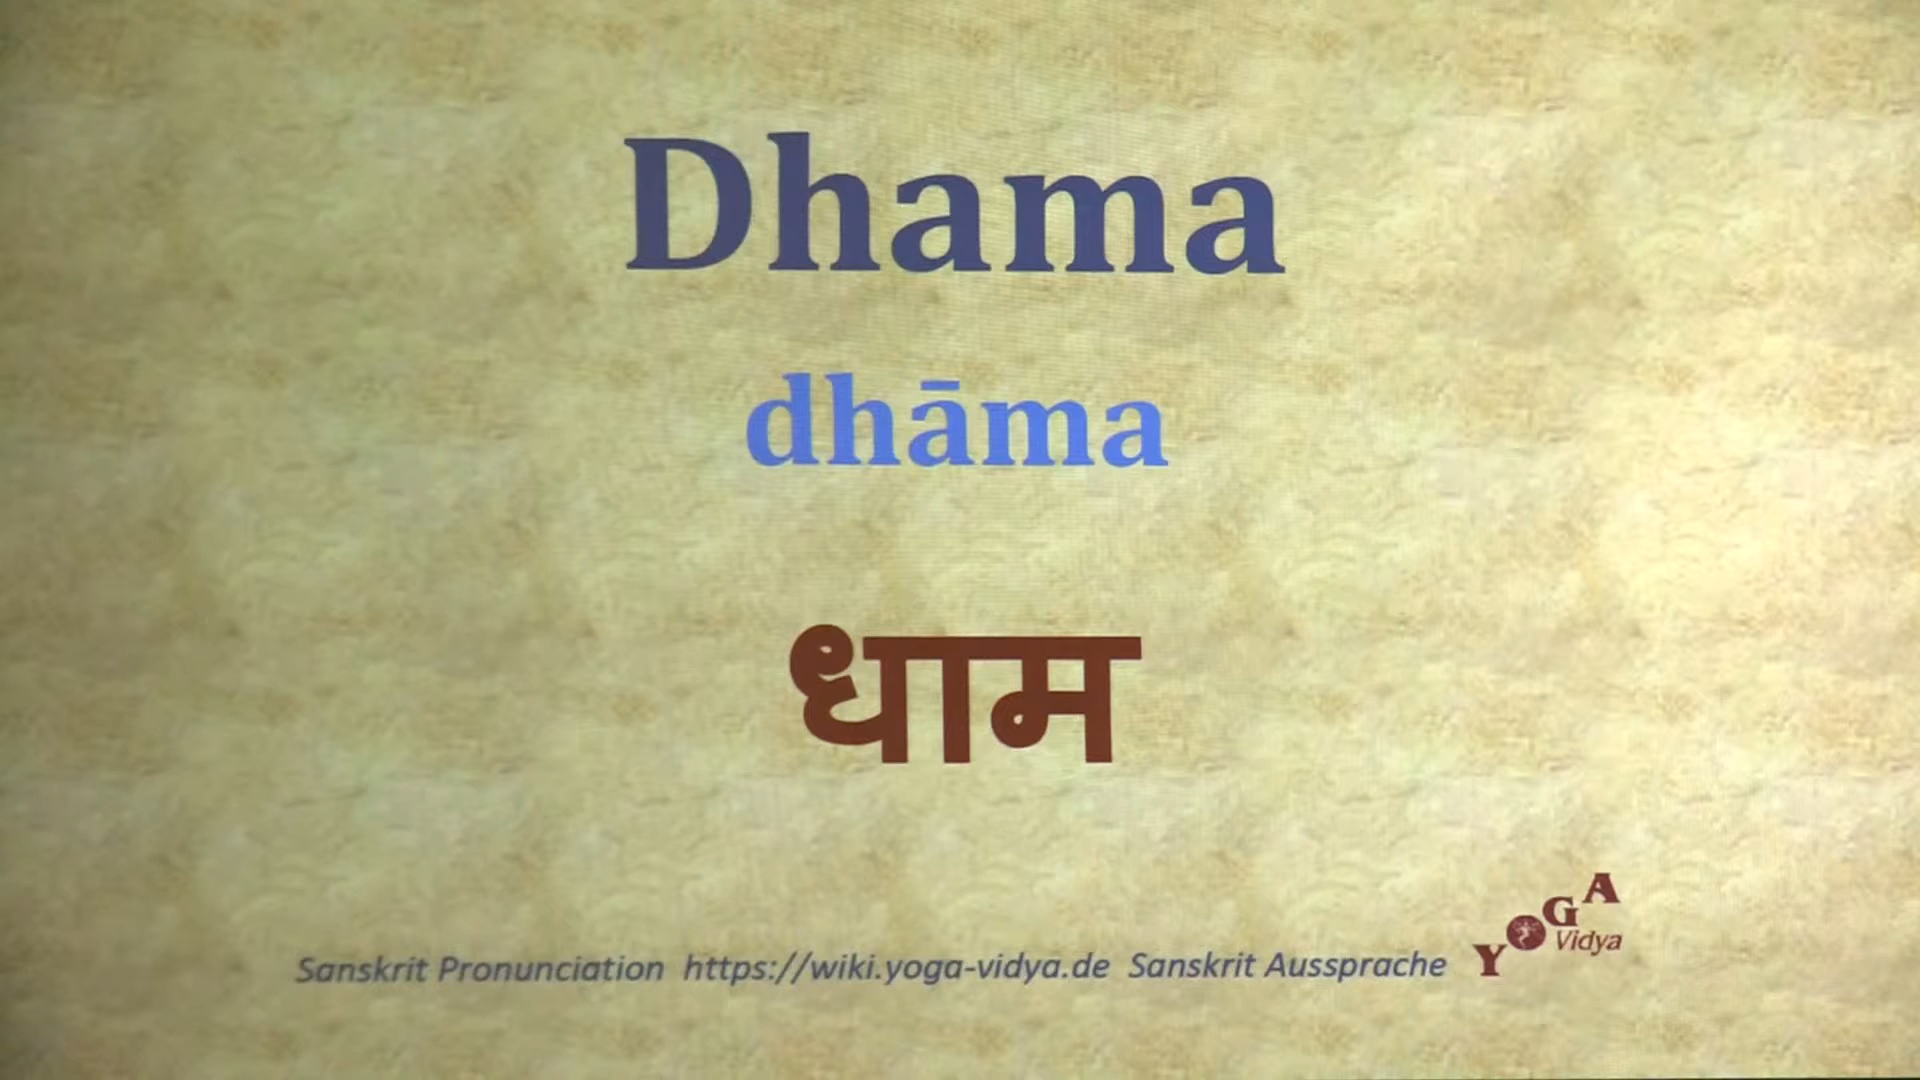 Dhama
dhāma
धाम
Sanskrit Pronunciation https://wiki.yoga-vidya.de Sanskrit Aussprache
YOGA
Vidya